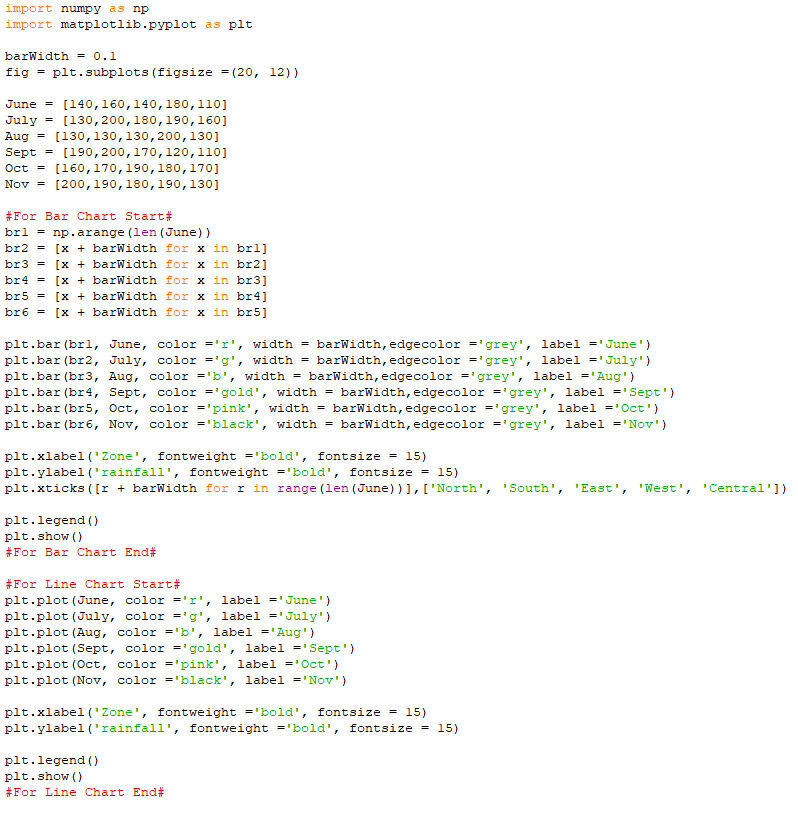 import numpy as np
import matplotlib.pyplot as plt
barWidth = 0.1
fig = plt.subplots(figsize =(20, 12))
June = [140,160,140,180,110]
July = [130,200,180,190,160]
Aug = [130,130,130,200,130]
Sept = [190,200,170,120,110]
Oct = [160,170,190,180,170]
Nov = [200,190,180,190,130]
#For Bar Chart Start#
br1 = np.arange(len(June))
br2 = [x + barWidth for x in br1]
br3 = [x + barWidth for x in br2]
br4 = [x + barWidth for x in br3]
br5 = [x + barWidth for x in br4]
br6 = [x + barWidth for x in br5]
plt.bar(br1, June, color ='r', width = barWidth,edgecolor ='grey', label ='June')
plt.bar(br2, July, color ='g', width = barWidth,edgecolor ='grey', label ='July')
plt.bar(br3, Aug, color ='b', width = barWidth,edgecolor ='grey', label ='Aug')
plt.bar(br4, Sept, color ='gold', width = barWidth,edgecolor ='grey', label ='Sept')
plt.bar(br5, Oct, color ='pink', width = barWidth,edgecolor ='grey', label ='Oct')
plt.bar(br6, Nov, color ='black', width = barWidth,edgecolor ='grey', label ='Nov')
plt.xlabel('Zone', fontweight ='bold', fontsize = 15)
plt.ylabel('rainfall', fontweight ='bold', fontsize = 15)
plt.xticks([r + barWidth for r in range(len(June))],['North', 'South', 'East', 'West', 'Central'])
plt.legend()
plt.show()
#For Bar Chart End#
#For Line Chart Start#
plt.plot(June, color ='r', label ='June')
plt.plot(July, color ='g', label ='July')
plt.plot(Aug, color ='b', label ='Aug')
plt.plot(Sept, color ='gold', label ='Sept')
plt.plot(Oct, color ='pink', label ='Oct')
plt.plot(Nov, color ='black', label ='Nov')
plt.xlabel('Zone', fontweight ='bold', fontsize = 15)
plt.ylabel('rainfall', fontweight ='bold', fontsize = 15)
plt.legend()
plt.show()
#For Line Chart End#